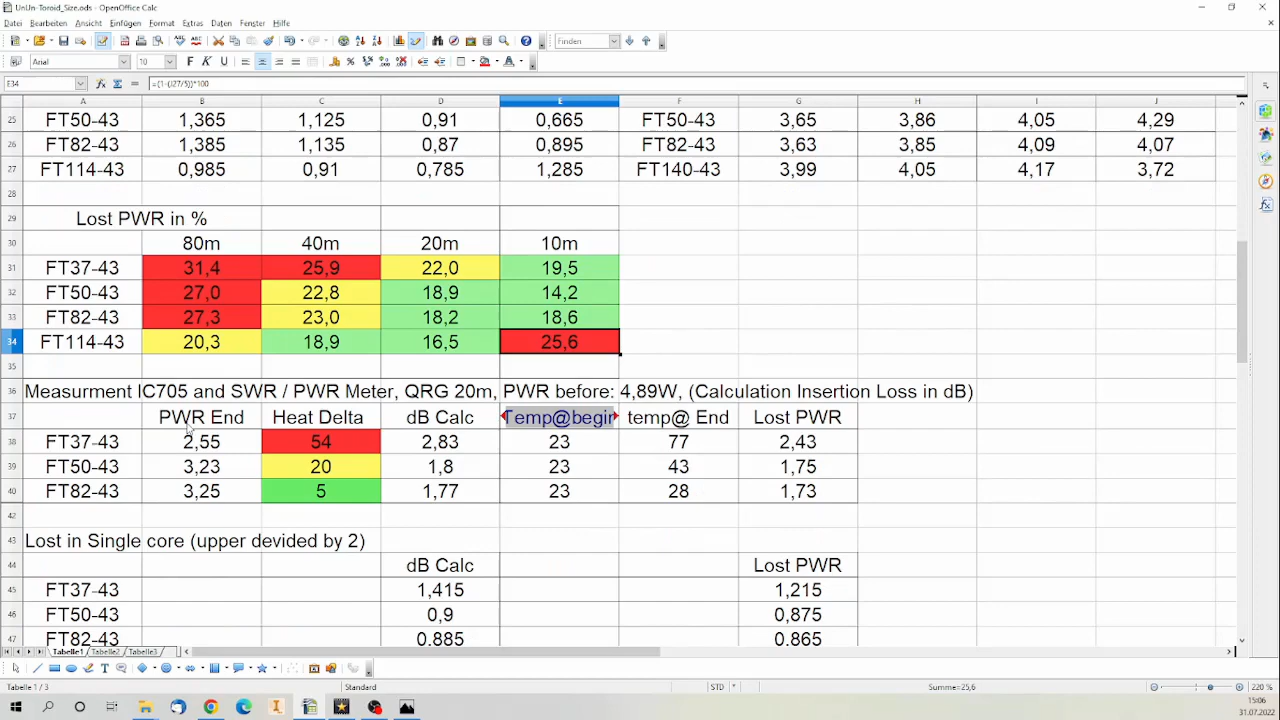 UnUn-Toroid_Size.ods - OpenOffice Calc
Datei Bearbeiten Ansicht Einfügen Format Extras Daten Fenster Hilfe
Finden
Arial 10 F K U
E34 =(1-(J27/5))*100
A B C D E F G H I J
25 FT50-43 1,365 1,125 0,91 0,665 FT50-43 3,65 3,86 4,05 4,29
26 FT82-43 1,385 1,135 0,87 0,895 FT82-43 3,63 3,85 4,09 4,07
27 FT114-43 0,985 0,91 0,785 1,285 FT140-43 3,99 4,05 4,17 3,72
28
29 Lost PWR in %
30 80m 40m 20m 10m
31 FT37-43 31,4 25,9 22,0 19,5
32 FT50-43 27,0 22,8 18,9 14,2
33 FT82-43 27,3 23,0 18,2 18,6
34 FT114-43 20,3 18,9 16,5 25,6
35
36 Measurment IC705 and SWR / PWR Meter, QRG 20m, PWR before: 4,89W, (Calculation Insertion Loss in dB)
37 PWR End Heat Delta dB Calc Temp@begin temp@ End Lost PWR
38 FT37-43 2,55 54 2,83 23 77 2,43
39 FT50-43 3,23 20 1,8 23 43 1,75
40 FT82-43 3,25 5 1,77 23 28 1,73
42
43 Lost in Single core (upper devided by 2)
44 dB Calc Lost PWR
45 FT37-43 1,415 1,215
46 FT50-43 0,9 0,875
47 FT82-43 0.885 0.865
Tabelle1 Tabelle2 Tabelle3
Tabelle 1 / 3 Standard STD * Summe=25,6 220 %
15:06
31.07.2022